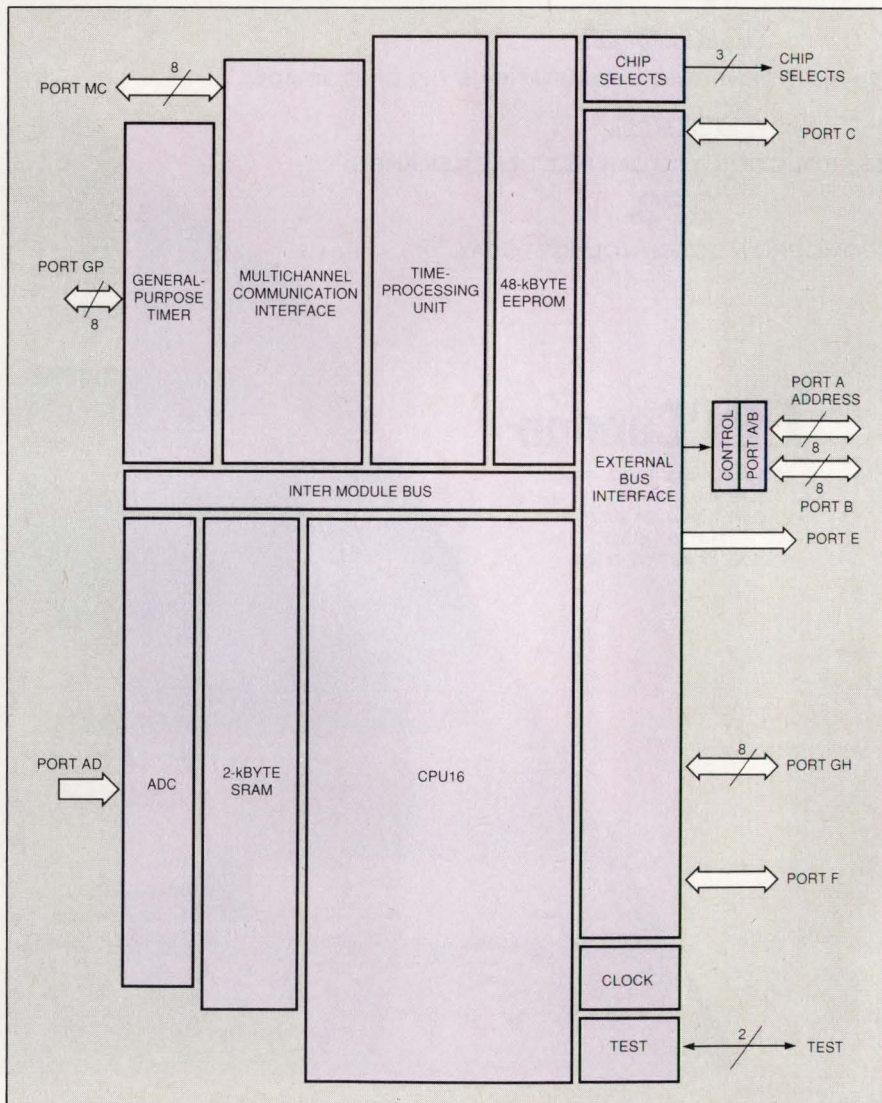 CHIP
SELECTS
3
CHIP
SELECTS
8
PORT MC
PORT C
PORT GP
8
GENERAL-
PURPOSE
TIMER
MULTICHANNEL
COMMUNICATION
INTERFACE
TIME-
PROCESSING
UNIT
48-kBYTE
EEPROM
EXTERNAL
BUS
INTERFACE
CONTROL
PORT A/B
PORT A
ADDRESS
8
8
PORT B
PORT E
INTER MODULE BUS
PORT AD
ADC
2-kBYTE
SRAM
CPU16
8
PORT GH
PORT F
CLOCK
TEST
2
TEST